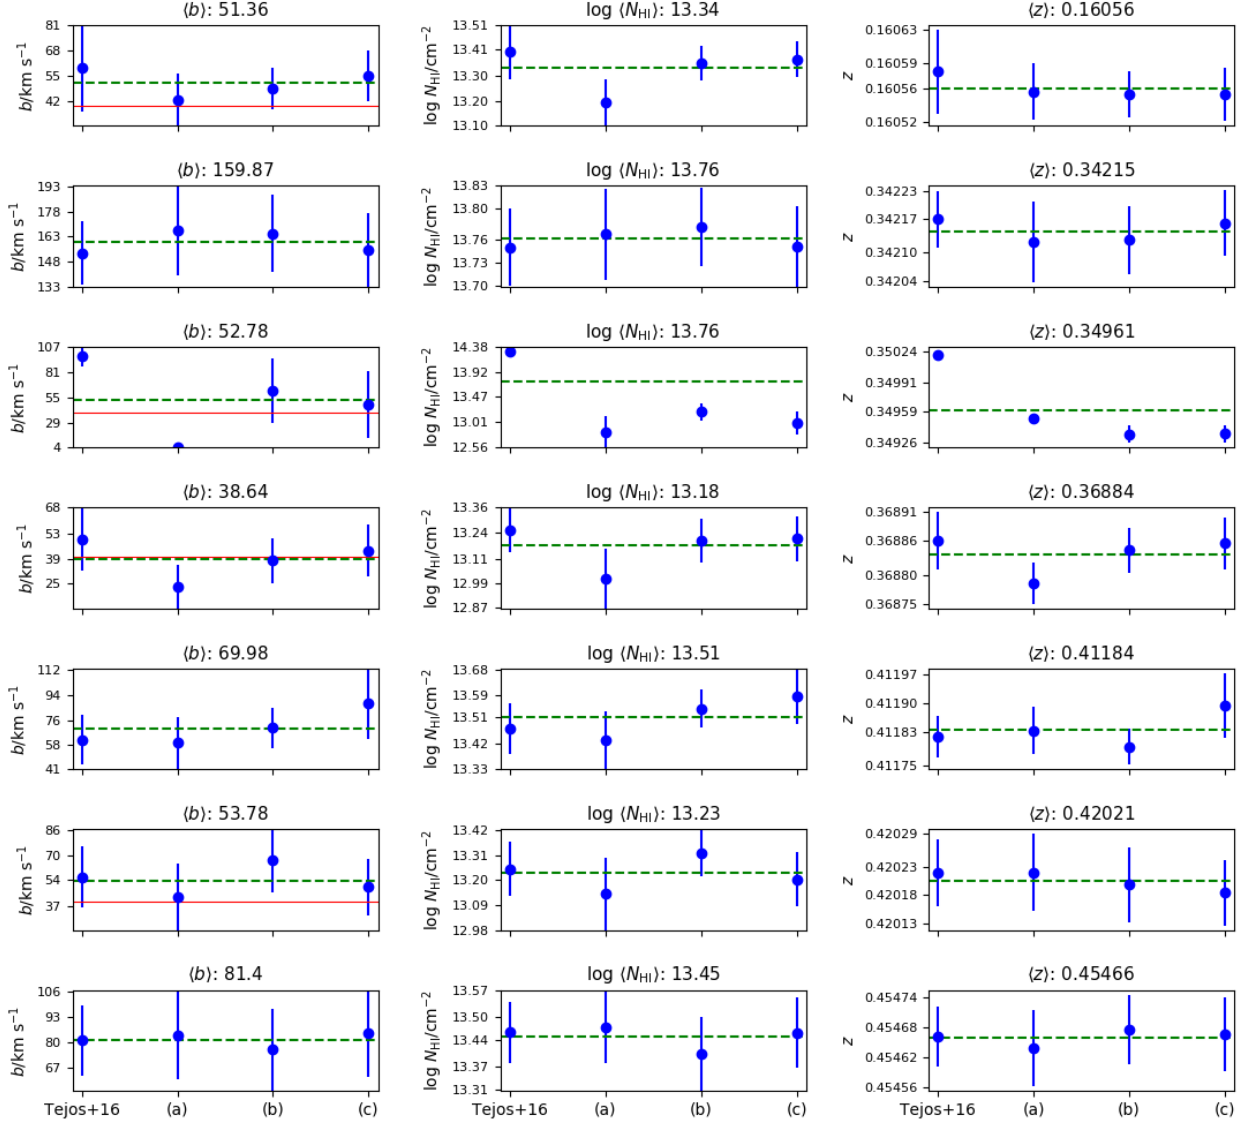 ⟨b⟩: 51.36
log ⟨N_HI⟩: 13.34
⟨z⟩: 0.16056
b/km s⁻¹
81
68
55
42
log N_HI/cm⁻²
13.51
13.41
13.30
13.20
13.10
z
0.16063
0.16059
0.16056
0.16052
⟨b⟩: 159.87
log ⟨N_HI⟩: 13.76
⟨z⟩: 0.34215
b/km s⁻¹
193
178
163
148
133
log N_HI/cm⁻²
13.83
13.80
13.76
13.73
13.70
z
0.34223
0.34217
0.34210
0.34204
⟨b⟩: 52.78
log ⟨N_HI⟩: 13.76
⟨z⟩: 0.34961
b/km s⁻¹
107
81
55
29
4
log N_HI/cm⁻²
14.38
13.92
13.47
13.01
12.56
z
0.35024
0.34991
0.34959
0.34926
⟨b⟩: 38.64
log ⟨N_HI⟩: 13.18
⟨z⟩: 0.36884
b/km s⁻¹
68
53
39
25
log N_HI/cm⁻²
13.36
13.24
13.11
12.99
12.87
z
0.36891
0.36886
0.36880
0.36875
⟨b⟩: 69.98
log ⟨N_HI⟩: 13.51
⟨z⟩: 0.41184
b/km s⁻¹
112
94
76
58
41
log N_HI/cm⁻²
13.68
13.59
13.51
13.42
13.33
z
0.41197
0.41190
0.41183
0.41175
⟨b⟩: 53.78
log ⟨N_HI⟩: 13.23
⟨z⟩: 0.42021
b/km s⁻¹
86
70
54
37
log N_HI/cm⁻²
13.42
13.31
13.20
13.09
12.98
z
0.42029
0.42023
0.42018
0.42013
⟨b⟩: 81.4
log ⟨N_HI⟩: 13.45
⟨z⟩: 0.45466
b/km s⁻¹
106
93
80
67
log N_HI/cm⁻²
13.57
13.50
13.44
13.37
13.31
z
0.45474
0.45468
0.45462
0.45456
Tejos+16 (a) (b) (c)
Tejos+16 (a) (b) (c)
Tejos+16 (a) (b) (c)